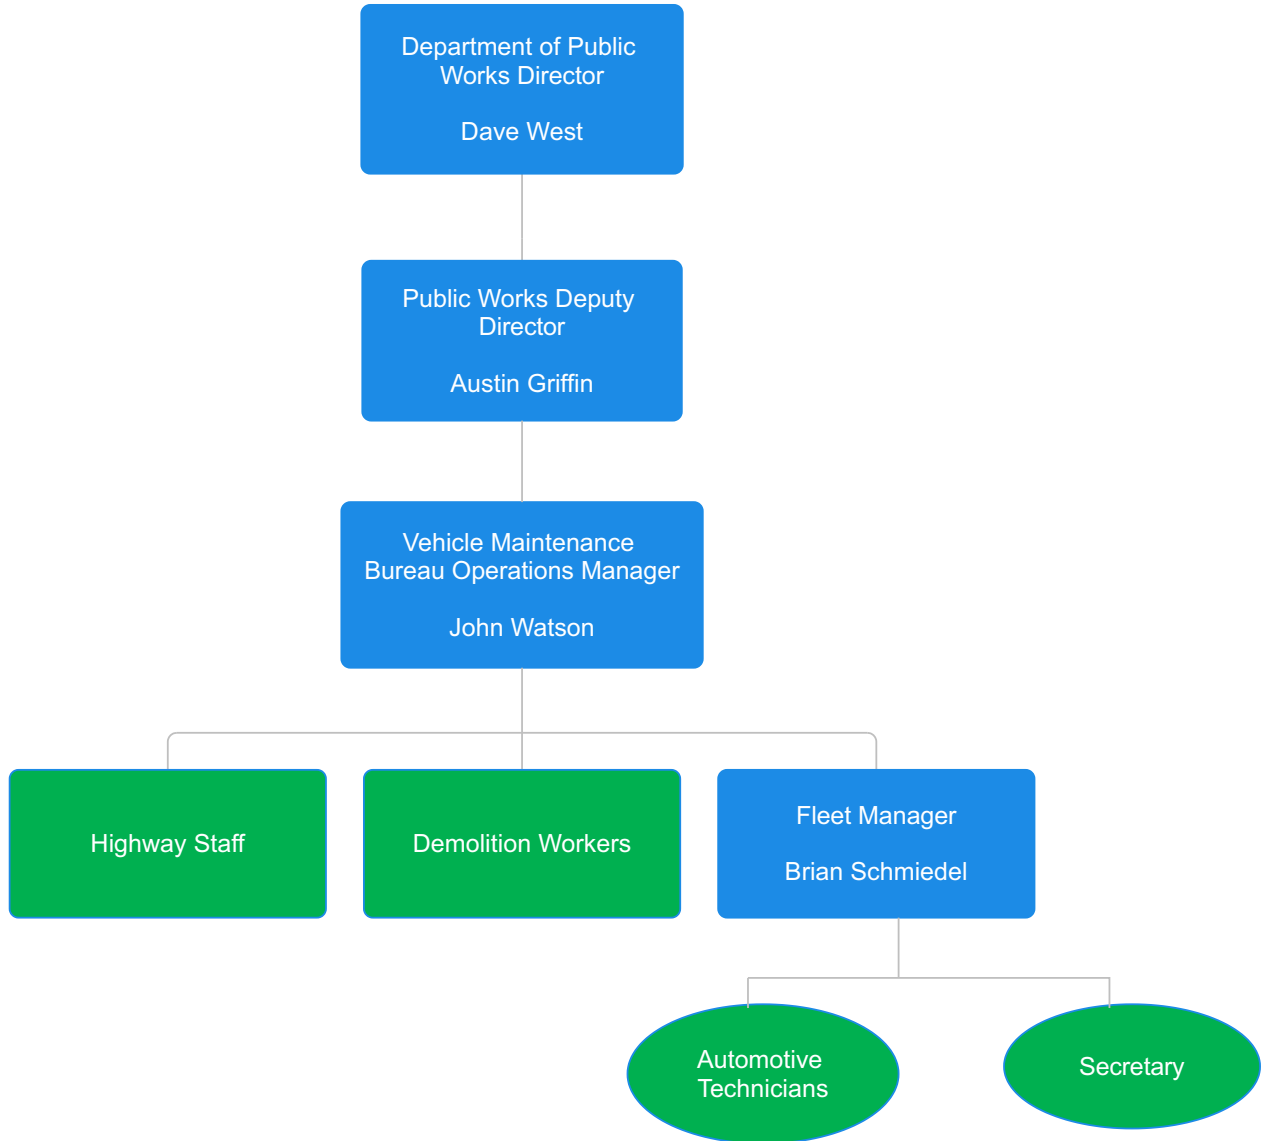 Department of Public
Works Director
Dave West
Public Works Deputy
Director
Austin Griffin
Vehicle Maintenance
Bureau Operations Manager
John Watson
Highway Staff
Demolition Workers
Fleet Manager
Brian Schmiedel
Automotive
Technicians
Secretary